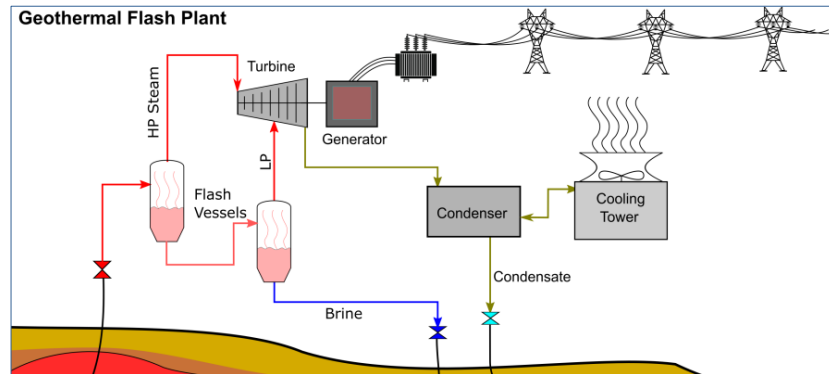 Geothermal Flash Plant
Turbine
HP Steam
Generator
LP
Flash
Vessels
Condenser
Cooling
Tower
Condensate
Brine